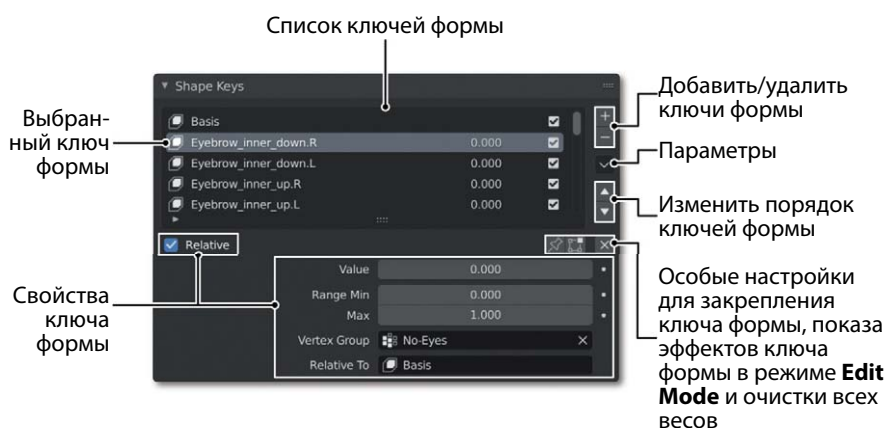 Список ключей формы
Shape Keys
Basis
Eyebrow_inner_down.R 0.000
Eyebrow_inner_down.L 0.000
Eyebrow_inner_up.R 0.000
Eyebrow_inner_up.L 0.000
Relative
Value 0.000
Range Min 0.000
Max 1.000
Vertex Group No-Eyes
Relative To Basis
Выбран-
ный ключ
формы
Свойства
ключа
формы
Добавить/удалить
ключи формы
Параметры
Изменить порядок
ключей формы
Особые настройки
для закрепления
ключа формы, показа
эффектов ключа
формы в режиме Edit
Mode и очистки всех
весов